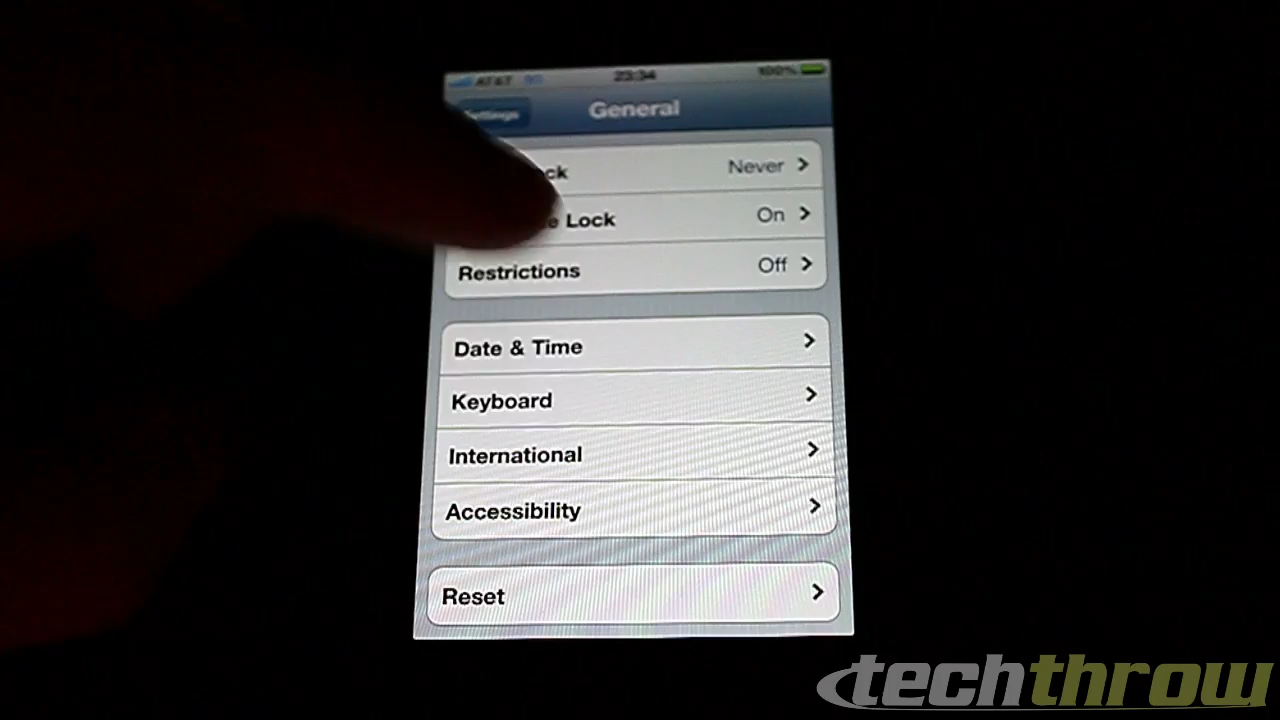 AT&T 3G 23:34 100%
Settings General
ck Never
e Lock On
Restrictions Off
Date & Time
Keyboard
International
Accessibility
Reset
techthrow